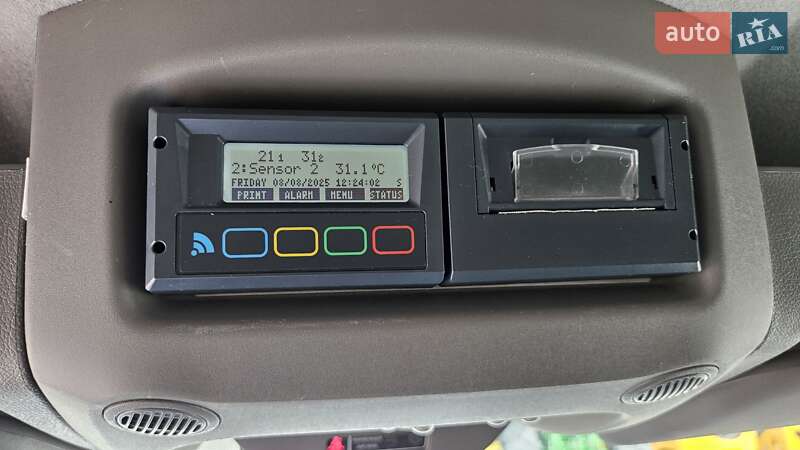 auto RIA .com
21₁ 31₂
2:Sensor 2 31.1°C
FRIDAY 08/08/2025 12:24:02 S
PRINT ALARM MENU STATUS